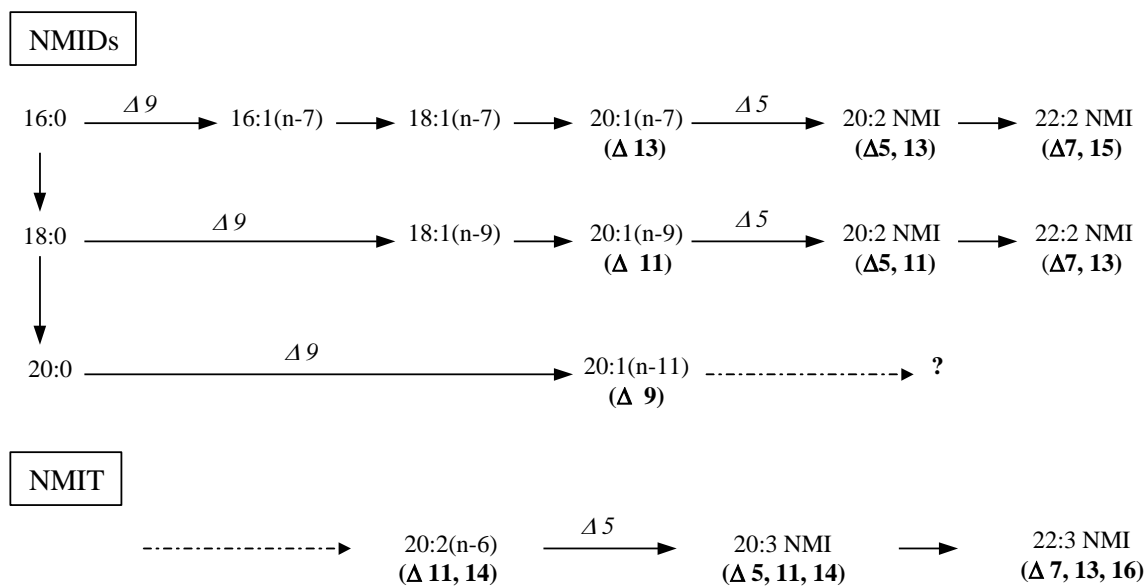 NMIDs
Δ9 Δ5
16:0 16:1(n-7) 18:1(n-7) 20:1(n-7) 20:2 NMI 22:2 NMI
(Δ 13) (Δ5, 13) (Δ7, 15)
Δ9 Δ5
18:0 18:1(n-9) 20:1(n-9) 20:2 NMI 22:2 NMI
(Δ 11) (Δ5, 11) (Δ7, 13)
Δ9
20:0 20:1(n-11) ?
(Δ 9)
NMIT
Δ5
20:2(n-6) 20:3 NMI 22:3 NMI
(Δ 11, 14) (Δ 5, 11, 14) (Δ 7, 13, 16)